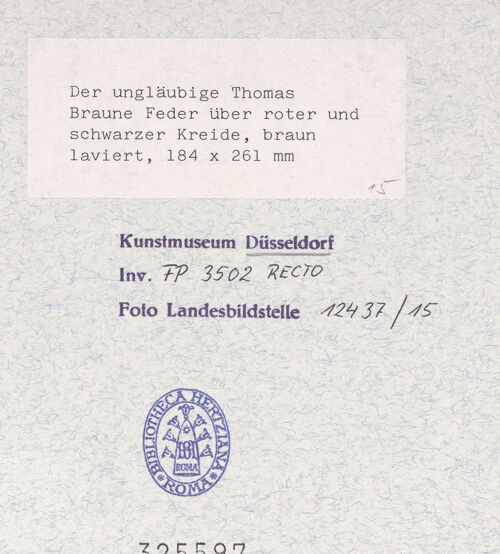 Der ungläubige Thomas
Braune Feder über roter und
schwarzer Kreide, braun
laviert, 184 x 261 mm
15
Kunstmuseum Düsseldorf
Inv. FP 3502 RECTO
Foto Landesbildstelle 12437/15
BIBLIOTHECA HERTZIANA
ROMA
* ROMA *
325597